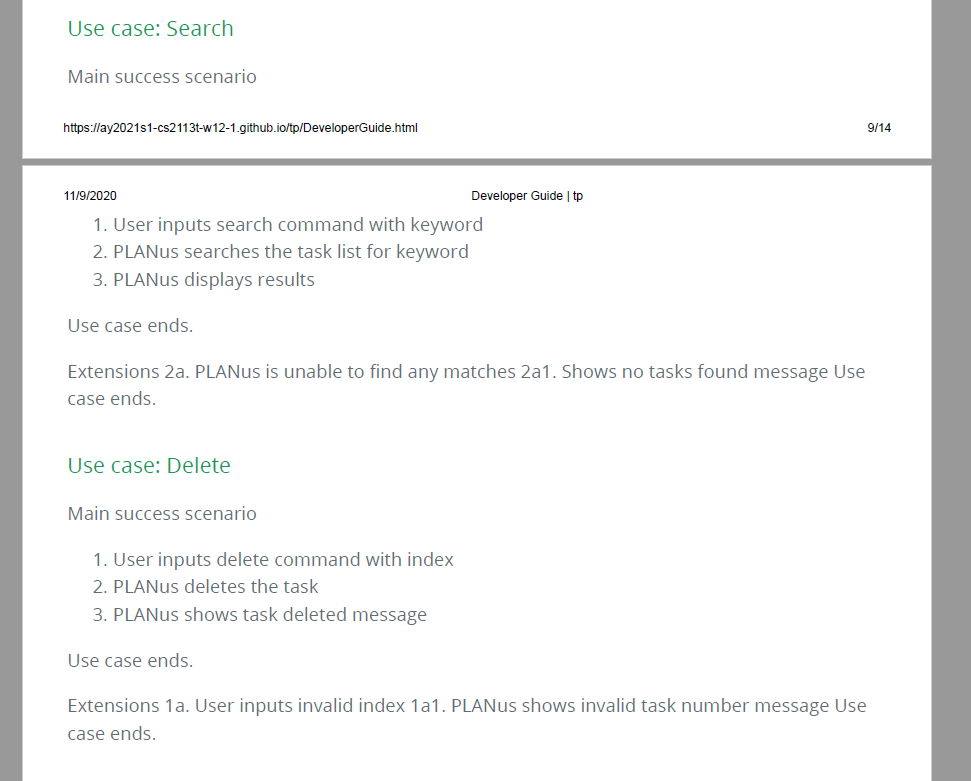 Use case: Search
Main success scenario
https://ay2021s1-cs2113t-w12-1.github.io/tp/DeveloperGuide.html 9/14
11/9/2020 Developer Guide | tp
1. User inputs search command with keyword
2. PLANus searches the task list for keyword
3. PLANus displays results
Use case ends.
Extensions 2a. PLANus is unable to find any matches 2a1. Shows no tasks found message Use
case ends.
Use case: Delete
Main success scenario
1. User inputs delete command with index
2. PLANus deletes the task
3. PLANus shows task deleted message
Use case ends.
Extensions 1a. User inputs invalid index 1a1. PLANus shows invalid task number message Use
case ends.